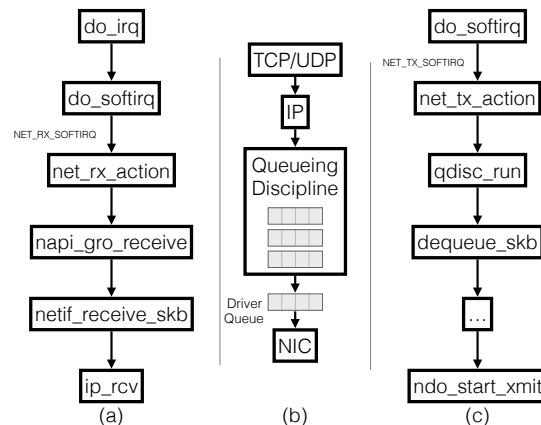 do_irq
do_softirq
NET_RX_SOFTIRQ
net_rx_action
napi_gro_receive
netif_receive_skb
ip_rcv
(a)
TCP/UDP
IP
Queueing
Discipline
Driver
Queue
NIC
(b)
do_softirq
NET_TX_SOFTIRQ
net_tx_action
qdisc_run
dequeue_skb
...
ndo_start_xmit
(c)